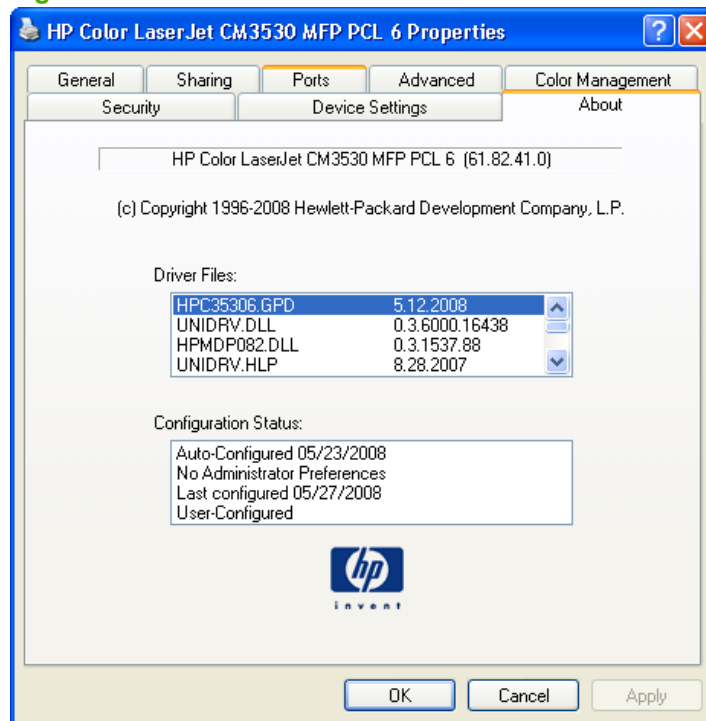 HP Color LaserJet CM3530 MFP PCL 6 Properties
General Sharing Ports Advanced Color Management
Security Device Settings About
HP Color LaserJet CM3530 MFP PCL 6 (61.82.41.0)
(c) Copyright 1996-2008 Hewlett-Packard Development Company, L.P.
Driver Files:
HPC35306.GPD 5.12.2008
UNIDRV.DLL 0.3.6000.16438
HPMDP082.DLL 0.3.1537.88
UNIDRV.HLP 8.28.2007
Configuration Status:
Auto-Configured 05/23/2008
No Administrator Preferences
Last configured 05/27/2008
User-Configured
hp
invent
OK Cancel Apply